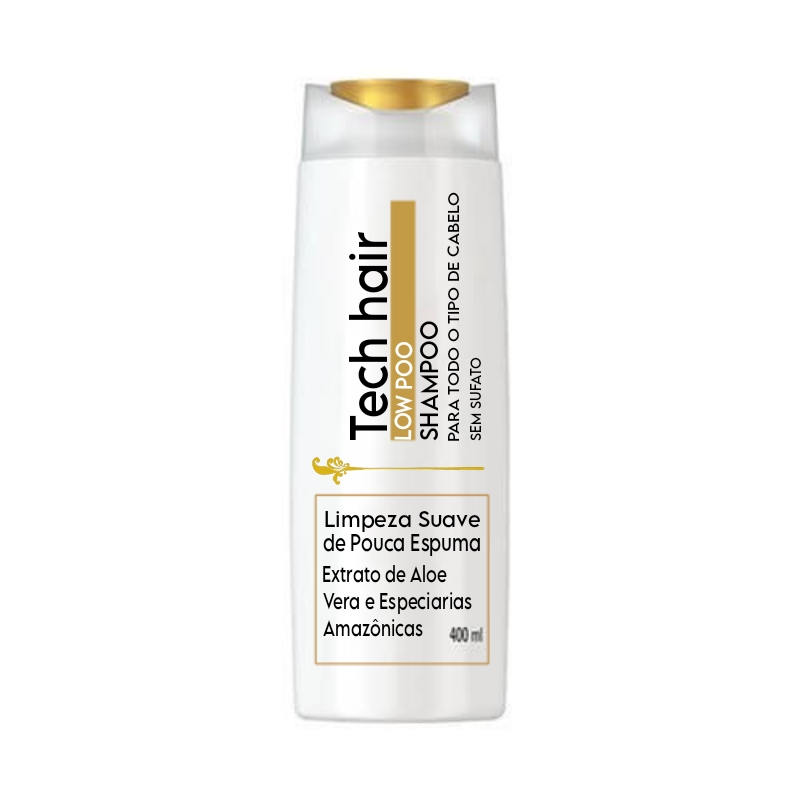 Tech hair
LOW POO
SHAMPOO
PARA TODO O TIPO DE CABELO
SEM SUFATO
Limpeza Suave
de Pouca Espuma
Extrato de Aloe
Vera e Especiarias
Amazônicas
400 ml